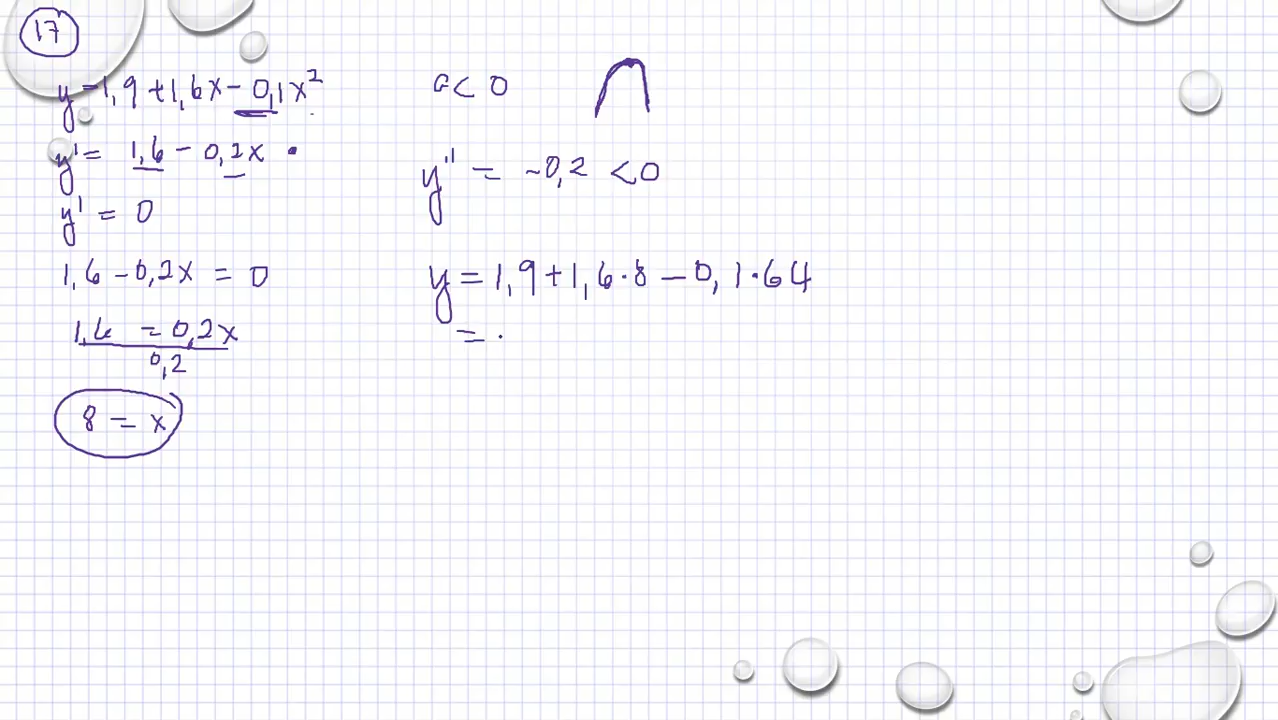 17
y = 1,9 + 1,6x - 0,1x²
y' = 1,6 - 0,2x •
y' = 0
1,6 - 0,2x = 0
1,6 = 0,2x
0,2
8 = x
a < 0
y'' = -0,2 < 0
y = 1,9 + 1,6 · 8 - 0,1 · 64
= .